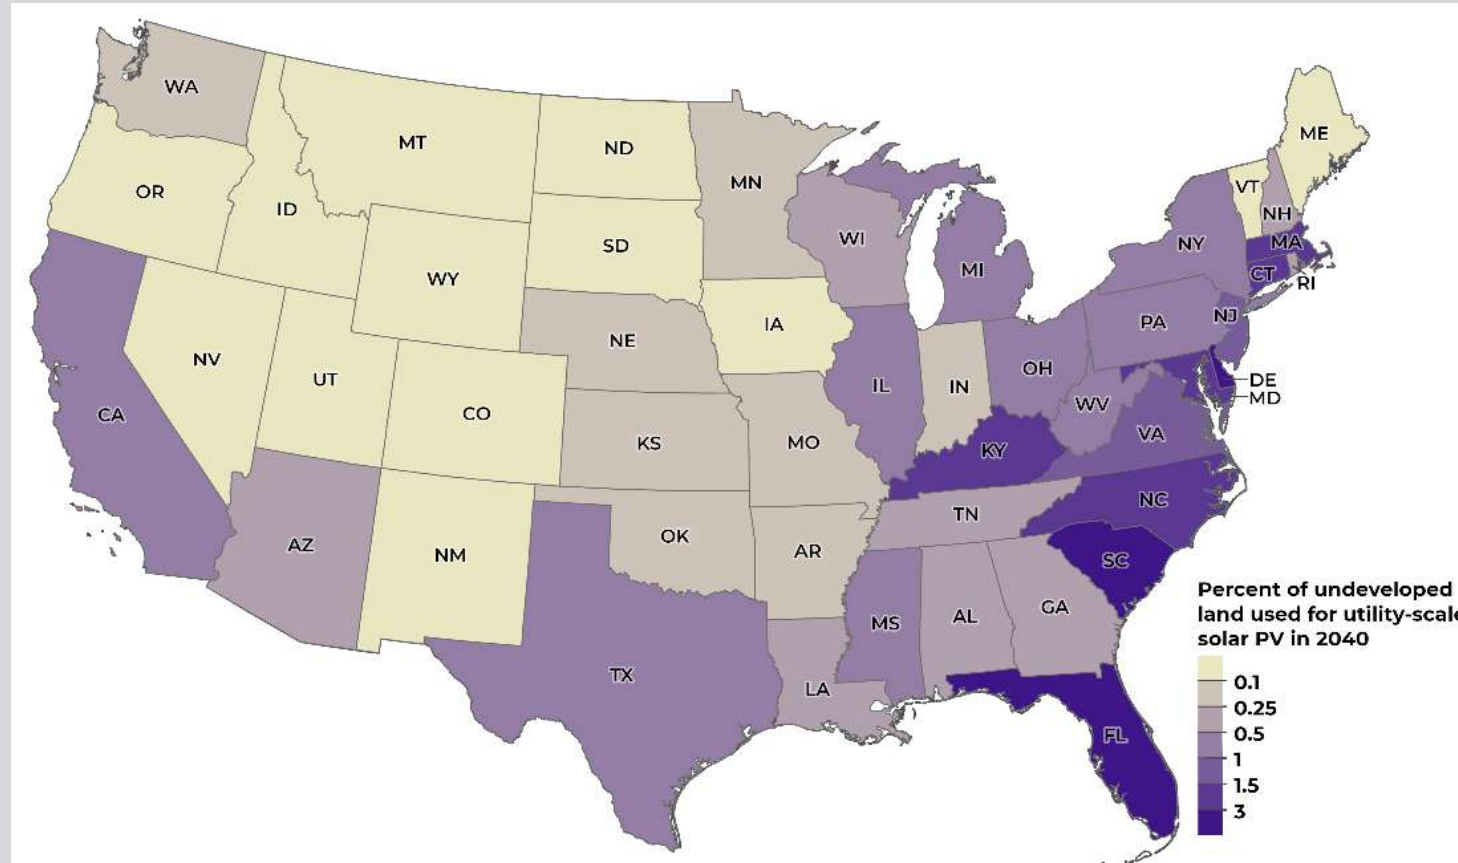 WA
MT
ND
MN
ME
OR
ID
VT
NH
SD
WI
NY
MA
WY
MI
CT
RI
IA
NE
PA
NJ
NV
UT
IL
IN
OH
DE
MD
CA
CO
WV
KS
MO
VA
KY
NC
TN
AZ
NM
OK
AR
SC
MS
AL
GA
TX
LA
FL
Percent of undeveloped
land used for utility-scale
solar PV in 2040
0.1
0.25
0.5
1
1.5
3